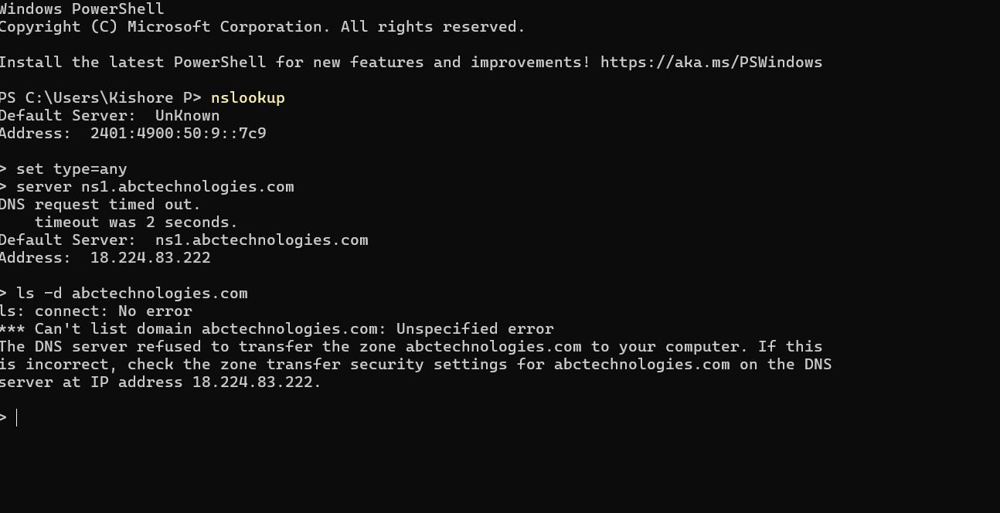 Windows PowerShell
Copyright (C) Microsoft Corporation. All rights reserved.
Install the latest PowerShell for new features and improvements! https://aka.ms/PSWindows
PS C:\Users\Kishore P> nslookup
Default Server:  UnKnown
Address:  2401:4900:50:9::7c9
> set type=any
> server ns1.abctechnologies.com
DNS request timed out.
    timeout was 2 seconds.
Default Server:  ns1.abctechnologies.com
Address:  18.224.83.222
> ls -d abctechnologies.com
ls: connect: No error
*** Can't list domain abctechnologies.com: Unspecified error
The DNS server refused to transfer the zone abctechnologies.com to your computer. If this
is incorrect, check the zone transfer security settings for abctechnologies.com on the DNS
server at IP address 18.224.83.222.
>